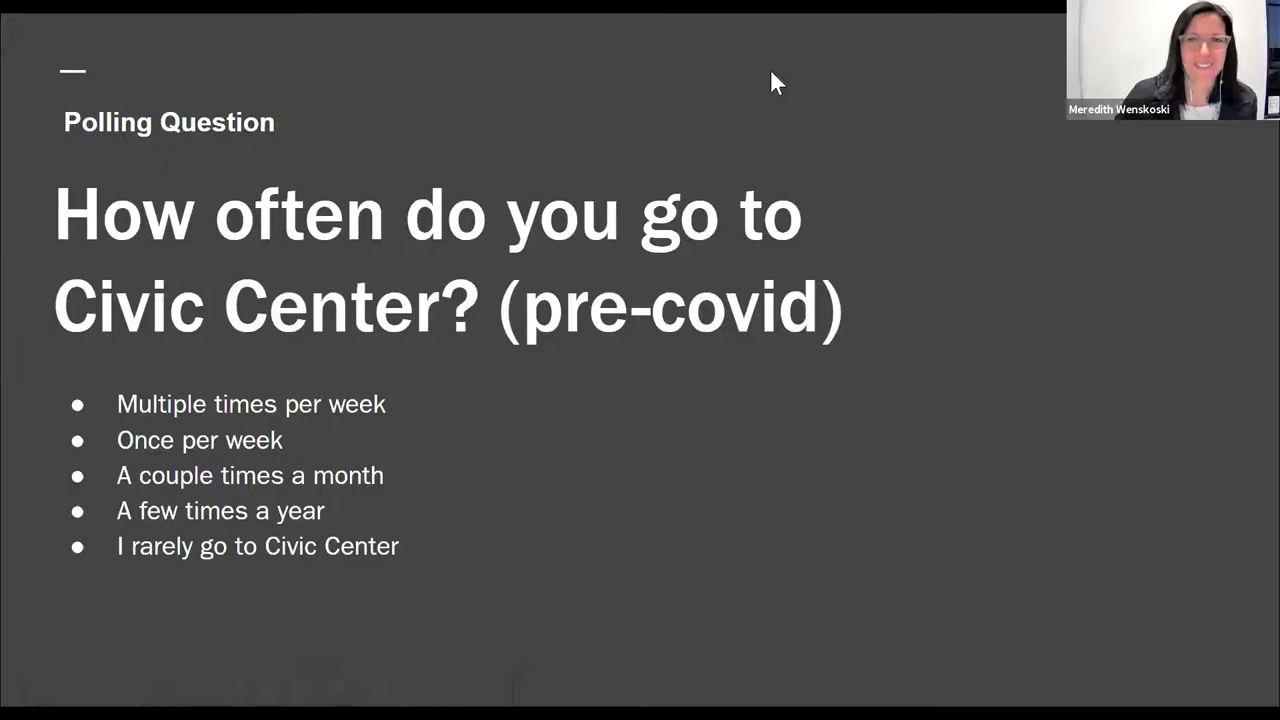 Polling Question
How often do you go to
Civic Center? (pre-covid)
● Multiple times per week
● Once per week
● A couple times a month
● A few times a year
● I rarely go to Civic Center
Meredith Wenskoski